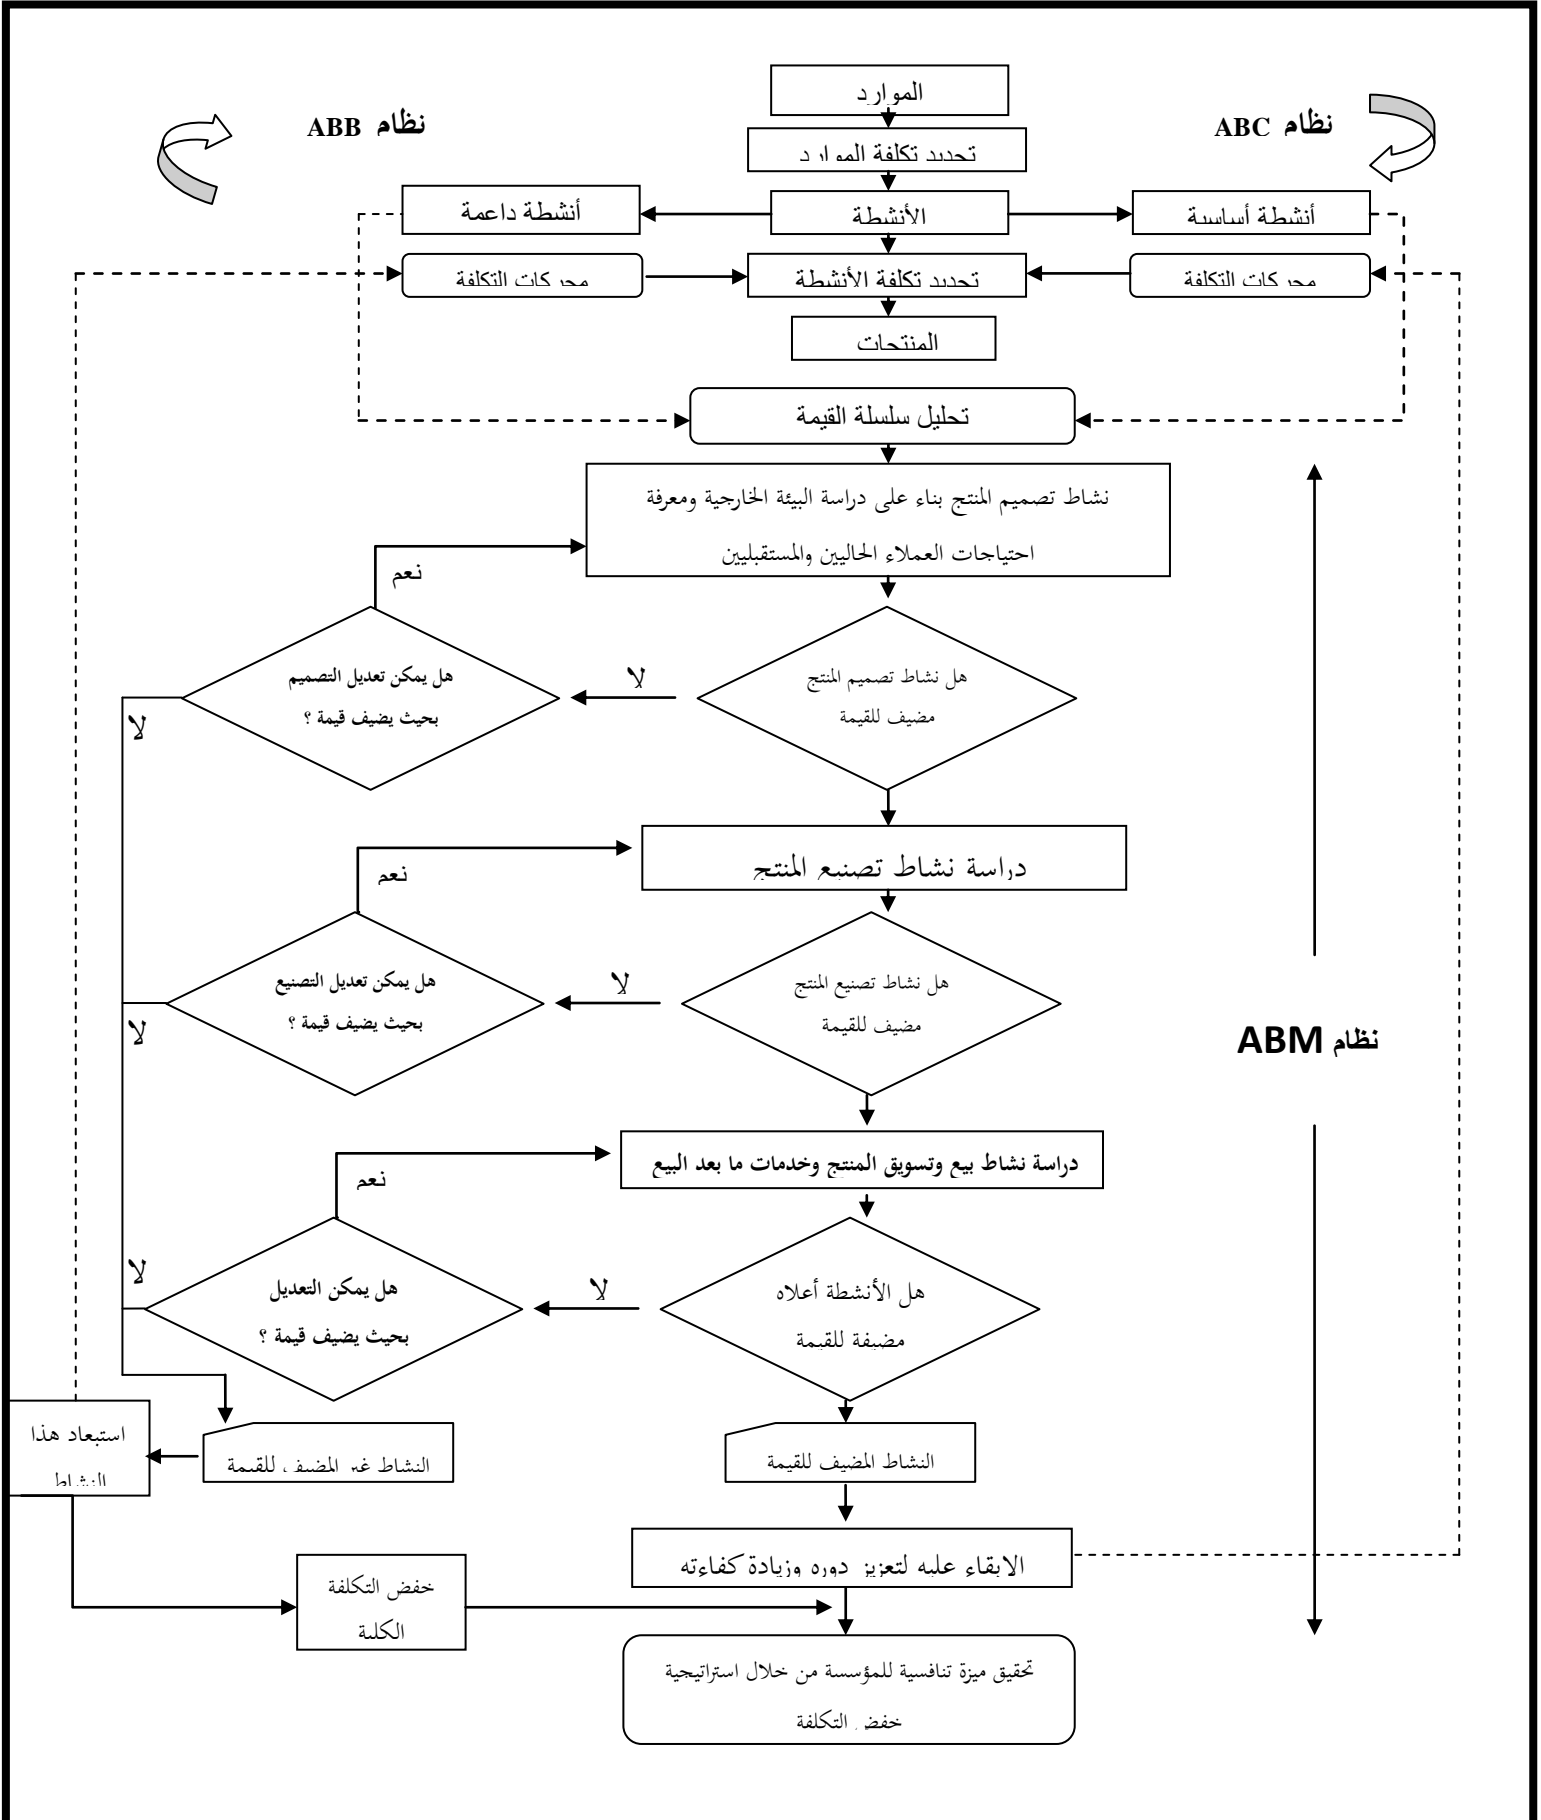 الموارد
نظام ABC
نظام ABB
تحديد تكلفة الموارد
أنشطة أساسية
الأنشطة
أنشطة داعمة
محركات التكلفة
تحديد تكلفة الأنشطة
محركات التكلفة
المنتجات
تحليل سلسلة القيمة
نشاط تصميم المنتج بناء على دراسة البيئة الخارجية ومعرفة
احتياجات العملاء الحاليين والمستقبليين
نعم
هل نشاط تصميم المنتج
مضيف للقيمة
لا
هل يمكن تعديل التصميم
بحيث يضيف قيمة ؟
لا
دراسة نشاط تصنيع المنتج
نعم
هل نشاط تصنيع المنتج
مضيف للقيمة
لا
هل يمكن تعديل التصنيع
بحيث يضيف قيمة ؟
لا
نظام ABM
دراسة نشاط بيع وتسويق المنتج وخدمات ما بعد البيع
نعم
هل الأنشطة أعلاه
مضيفة للقيمة
لا
هل يمكن التعديل
بحيث يضيف قيمة ؟
لا
النشاط المضيف للقيمة
النشاط غير المضيف للقيمة
استبعاد هذا
النشاط
الابقاء عليه لتعزيز دوره وزيادة كفاءته
خفض التكلفة
الكلية
تحقيق ميزة تنافسية للمؤسسة من خلال استراتيجية
خفض التكلفة